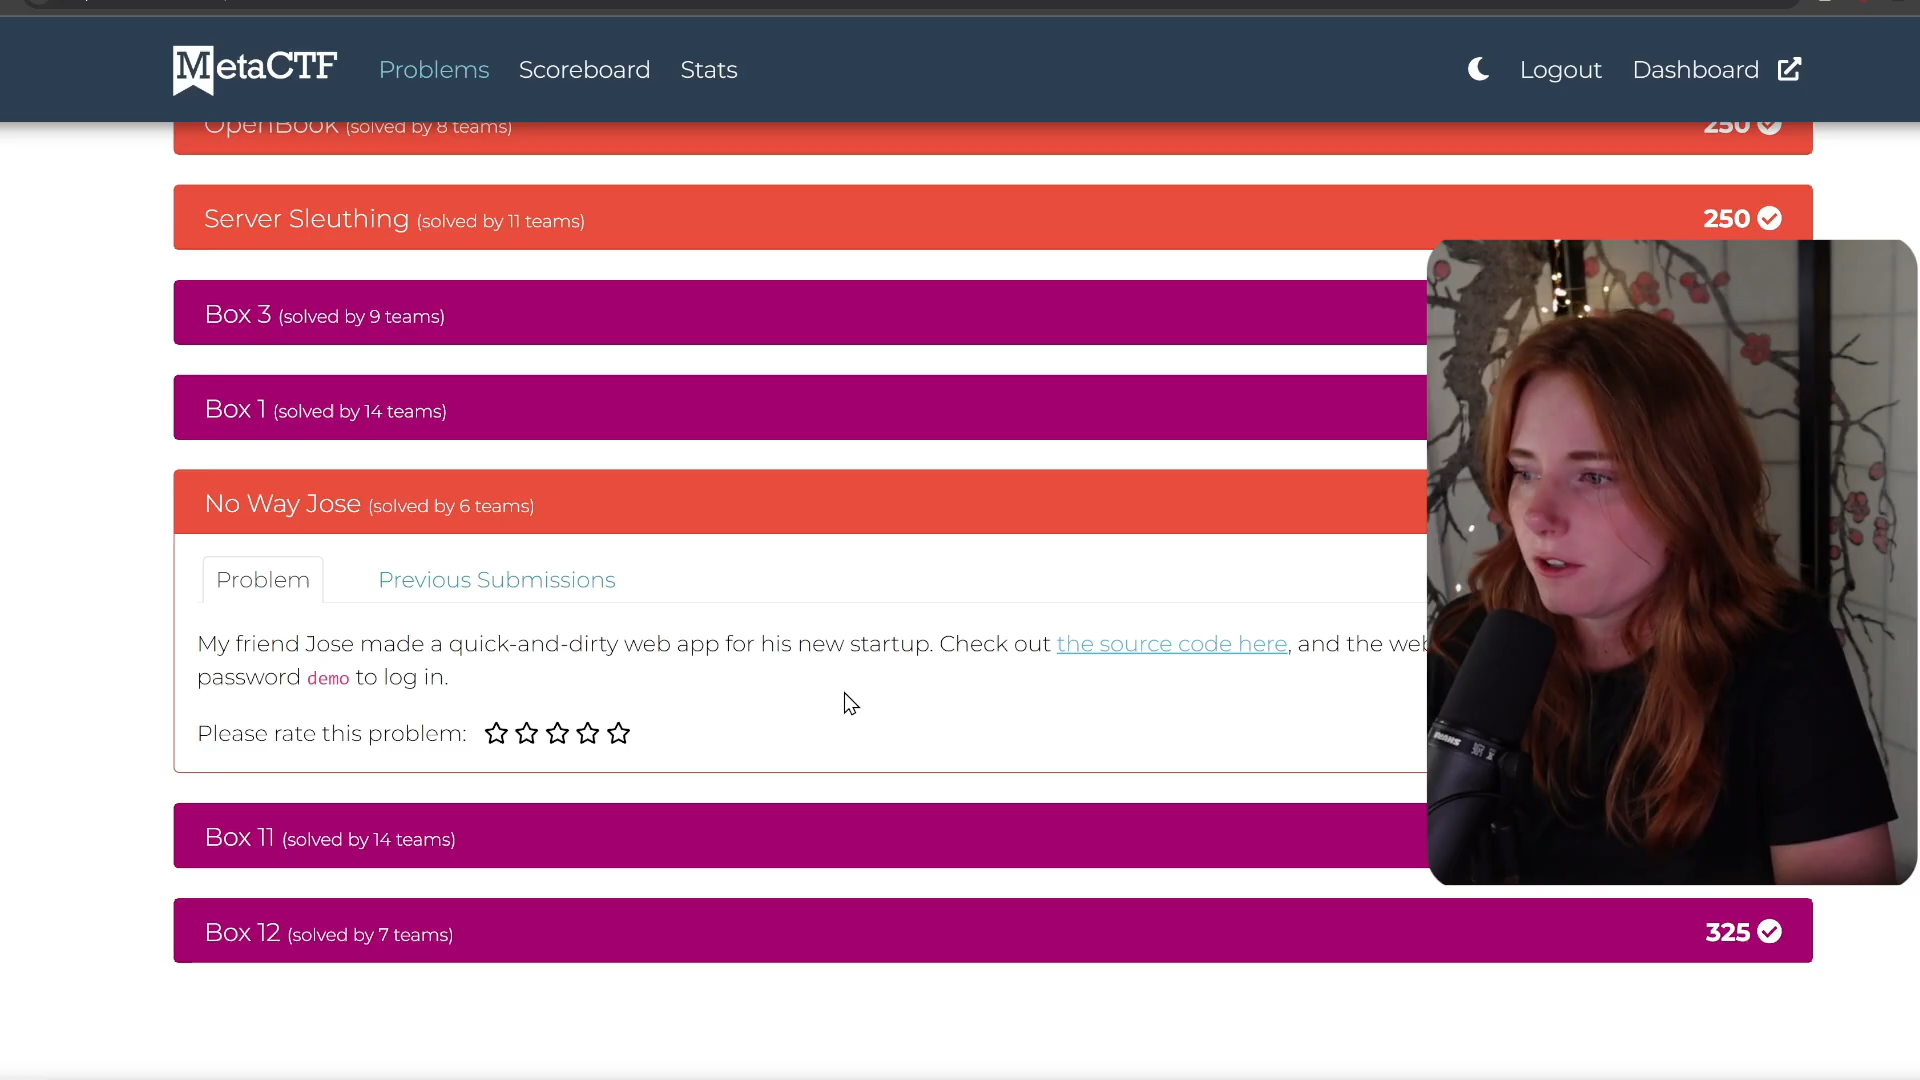 MetaCTF Problems Scoreboard Stats Logout Dashboard
OpenBook (solved by 8 teams) 250
Server Sleuthing (solved by 11 teams) 250
Box 3 (solved by 9 teams)
Box 1 (solved by 14 teams)
No Way Jose (solved by 6 teams)
Problem Previous Submissions
My friend Jose made a quick-and-dirty web app for his new startup. Check out the source code here, and the
password demo to log in.
Please rate this problem:
Box 11 (solved by 14 teams)
Box 12 (solved by 7 teams) 325